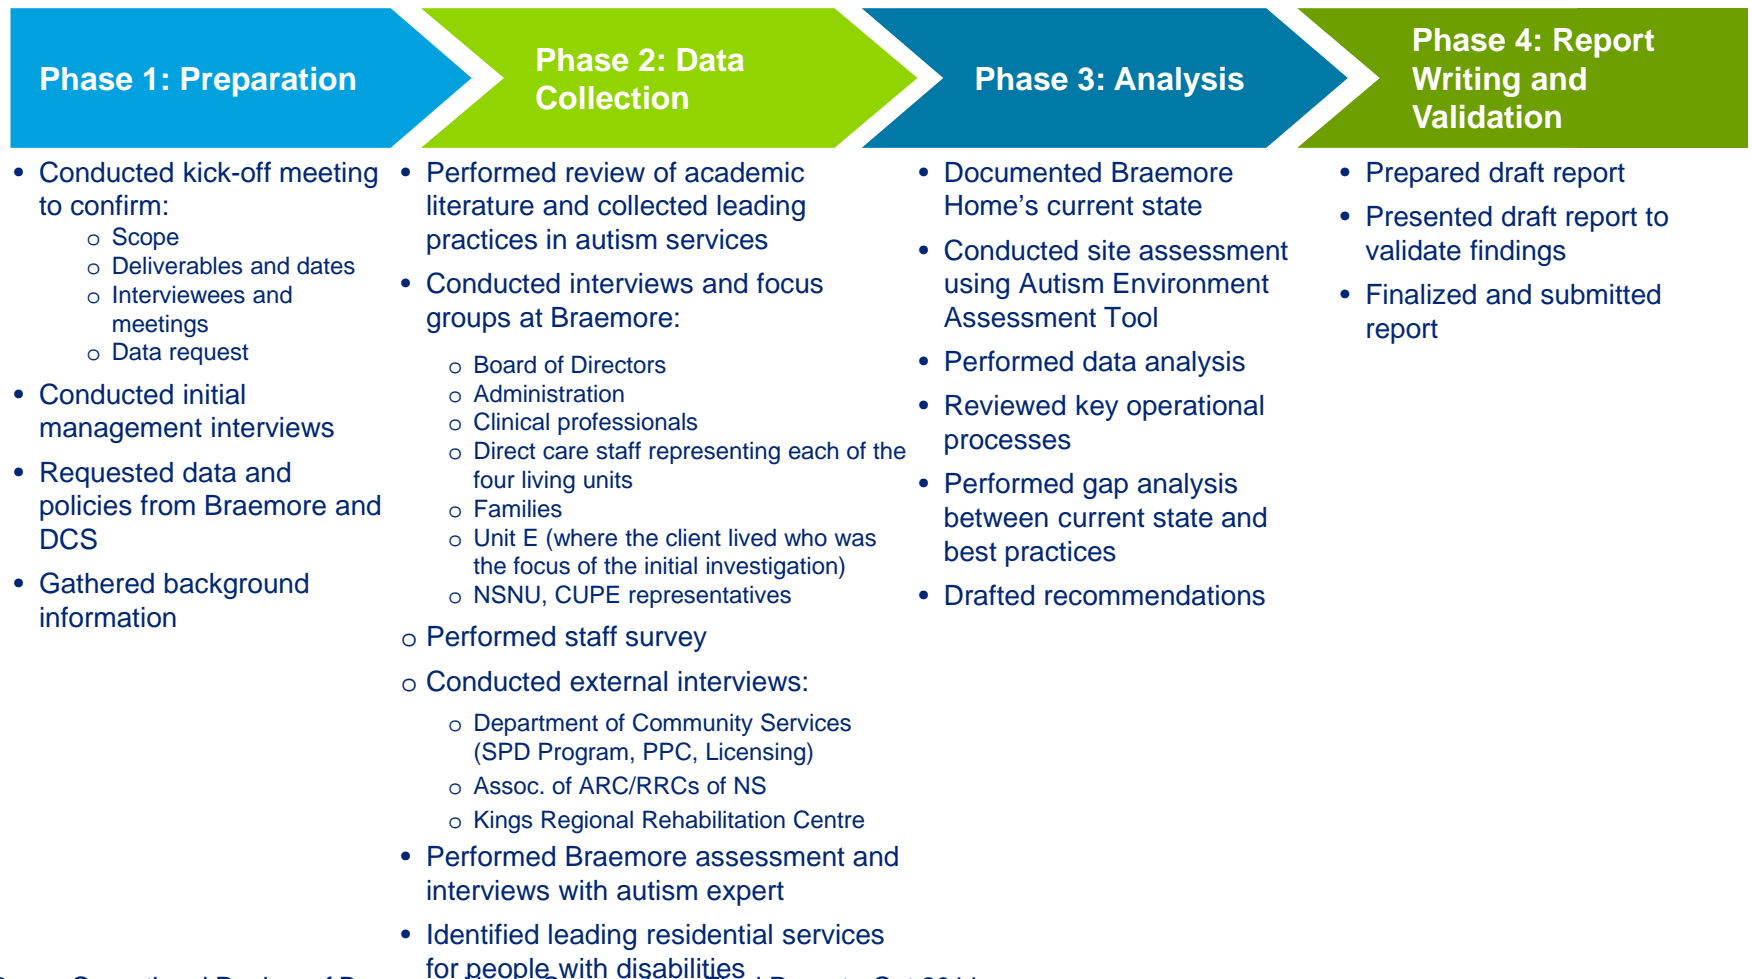 Phase 1: Preparation
• Conducted kick-off meeting
to confirm:
o Scope
o Deliverables and dates
o Interviewees and
meetings
o Data request
• Conducted initial
management interviews
• Requested data and
policies from Braemore and
DCS
• Gathered background
information
Phase 2: Data
Collection
• Performed review of academic
literature and collected leading
practices in autism services
• Conducted interviews and focus
groups at Braemore:
o Board of Directors
o Administration
o Clinical professionals
o Direct care staff representing each of the
four living units
o Families
o Unit E (where the client lived who was
the focus of the initial investigation)
o NSNU, CUPE representatives
o Performed staff survey
o Conducted external interviews:
o Department of Community Services
(SPD Program, PPC, Licensing)
o Assoc. of ARC/RRCs of NS
o Kings Regional Rehabilitation Centre
• Performed Braemore assessment and
interviews with autism expert
• Identified leading residential services
for people with disabilities
Phase 3: Analysis
• Documented Braemore
Home’s current state
• Conducted site assessment
using Autism Environment
Assessment Tool
• Performed data analysis
• Reviewed key operational
processes
• Performed gap analysis
between current state and
best practices
• Drafted recommendations
Phase 4: Report
Writing and
Validation
• Prepared draft report
• Presented draft report to
validate findings
• Finalized and submitted
report